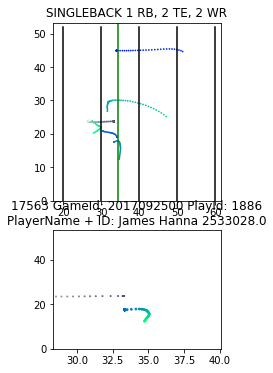 SINGLEBACK 1 RB, 2 TE, 2 WR
50
40
30
20
10
0
20 30 40 50 60
17563 GameId: 2017092500 PlayId: 1886
PlayerName + ID: James Hanna 2533028.0
40
20
0
30.0 32.5 35.0 37.5 40.0